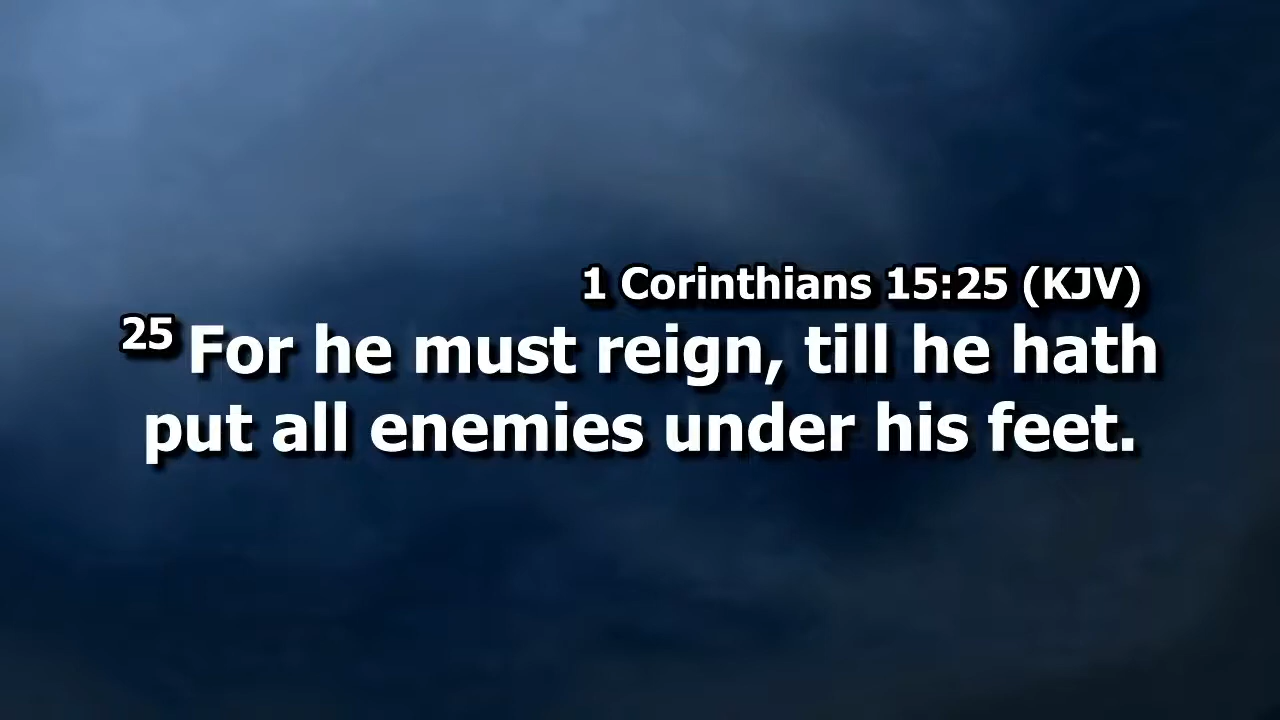 1 Corinthians 15:25 (KJV)
25 For he must reign, till he hath
put all enemies under his feet.